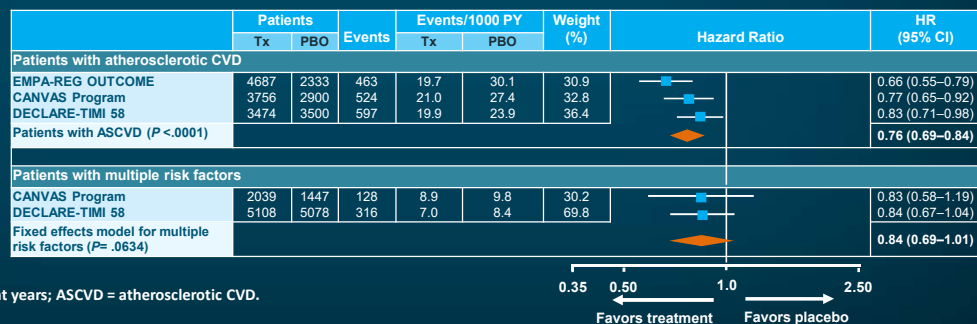 Patients Events Events/1000 PY Weight (%) Hazard Ratio HR (95% CI)
Tx PBO Tx PBO
Patients with atherosclerotic CVD
EMPA-REG OUTCOME 4687 2333 463 19.7 30.1 30.9 0.66 (0.55–0.79)
CANVAS Program 3756 2900 524 21.0 27.4 32.8 0.77 (0.65–0.92)
DECLARE-TIMI 58 3474 3500 597 19.9 23.9 36.4 0.83 (0.71–0.98)
Patients with ASCVD (P <.0001) 0.76 (0.69–0.84)
Patients with multiple risk factors
CANVAS Program 2039 1447 128 8.9 9.8 30.2 0.83 (0.58–1.19)
DECLARE-TIMI 58 5108 5078 316 7.0 8.4 69.8 0.84 (0.67–1.04)
Fixed effects model for multiple
risk factors (P= .0634) 0.84 (0.69–1.01)
0.35 0.50 1.0 2.50
t years; ASCVD = atherosclerotic CVD.
Favors treatment Favors placebo